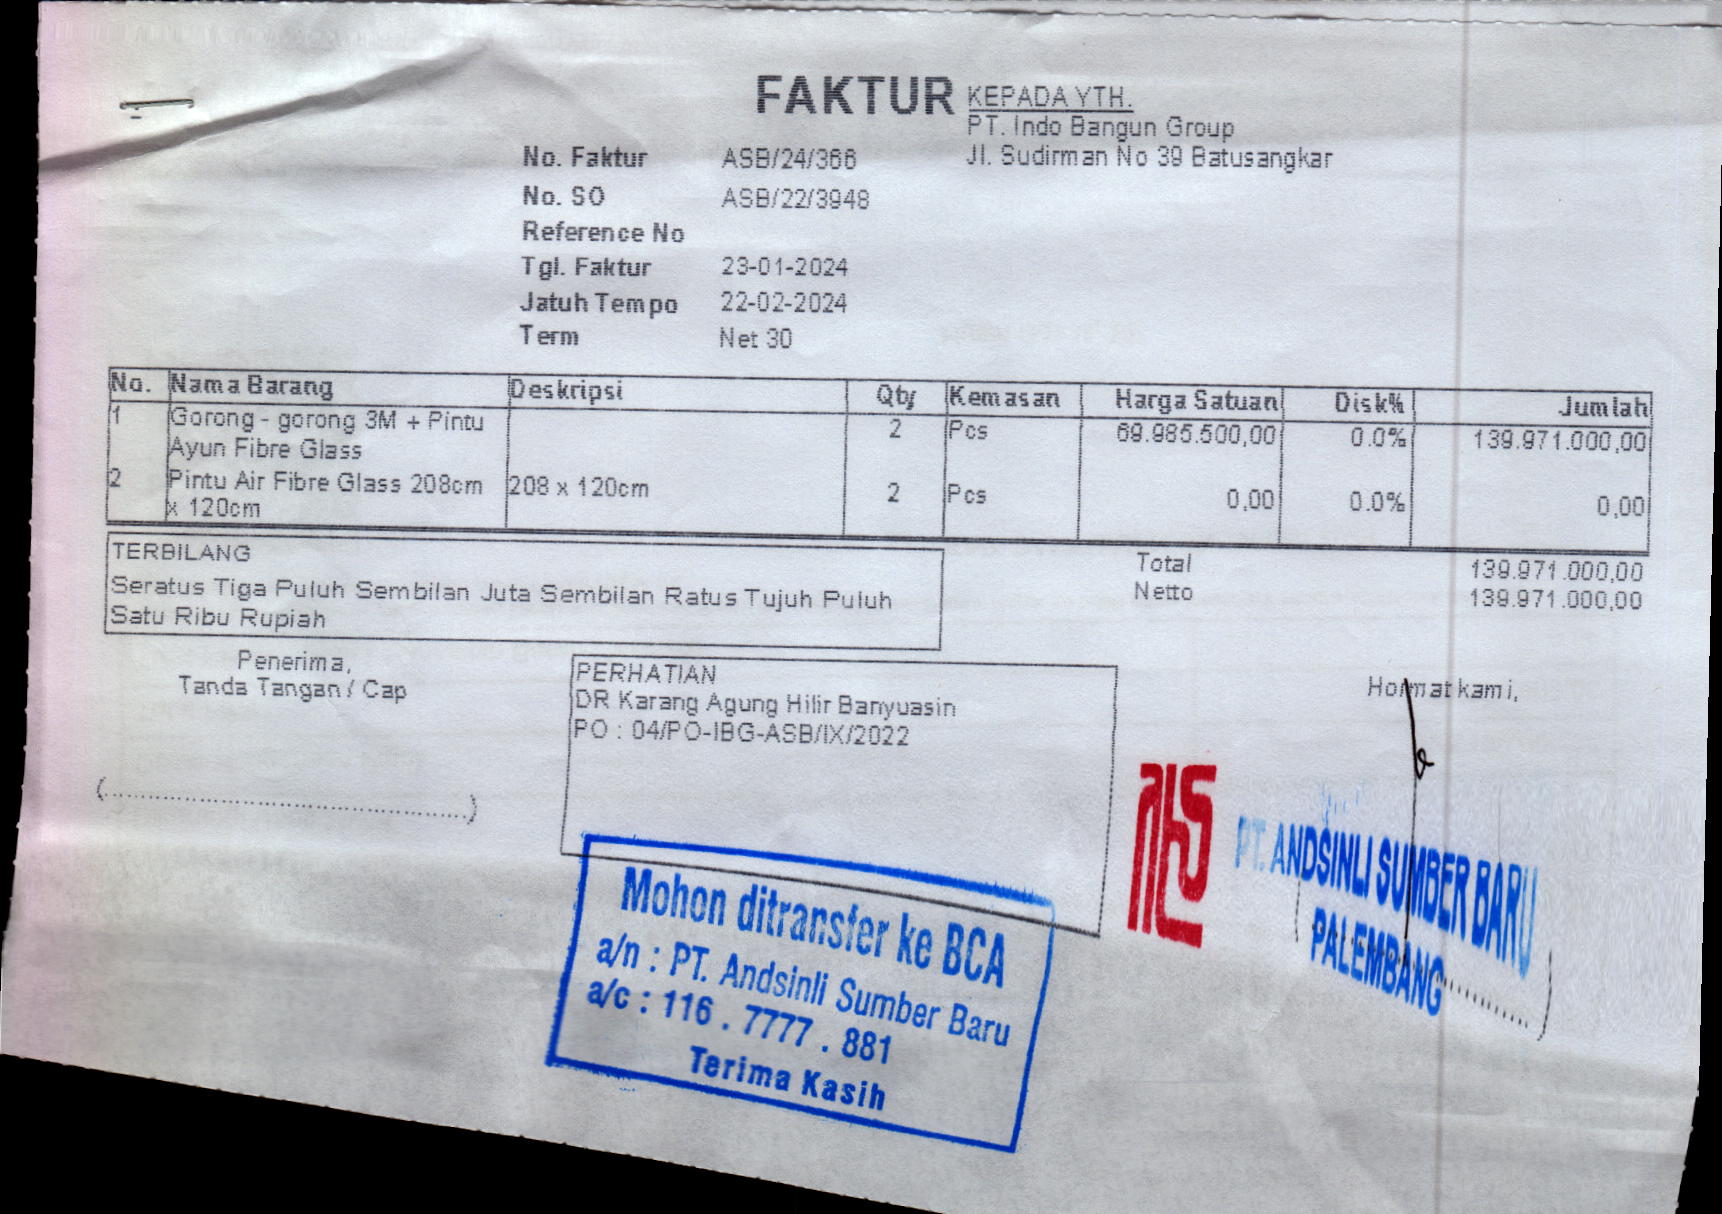 FAKTUR
KEPADA YTH.
PT. Indo Bangun Group
Jl. Sudirman No 39 Batusangkar
No. Faktur ASB/24/366
No. SO ASB/22/3948
Reference No
Tgl. Faktur 23-01-2024
Jatuh Tempo 22-02-2024
Term Net 30
No. Nama Barang Deskripsi Qty Kemasan Harga Satuan Disk% Jumlah
1 Gorong - gorong 3M + Pintu 2 Pcs 69.985.500,00 0.0% 139.971.000,00
Ayun Fibre Glass
2 Pintu Air Fibre Glass 208cm 208 x 120cm 2 Pcs 0,00 0.0% 0,00
x 120cm
TERBILANG
Seratus Tiga Puluh Sembilan Juta Sembilan Ratus Tujuh Puluh
Satu Ribu Rupiah
Total 139.971.000,00
Netto 139.971.000,00
Penerima,
Tanda Tangan / Cap
(........................................)
PERHATIAN
DR Karang Agung Hilir Banyuasin
PO : 04/PO-IBG-ASB/IX/2022
Hormat kami,
PT. ANDSINLI SUMBER BARU
PALEMBANG
Mohon ditransfer ke BCA
a/n : PT. Andsinli Sumber Baru
a/c : 116 . 7777 . 881
Terima Kasih